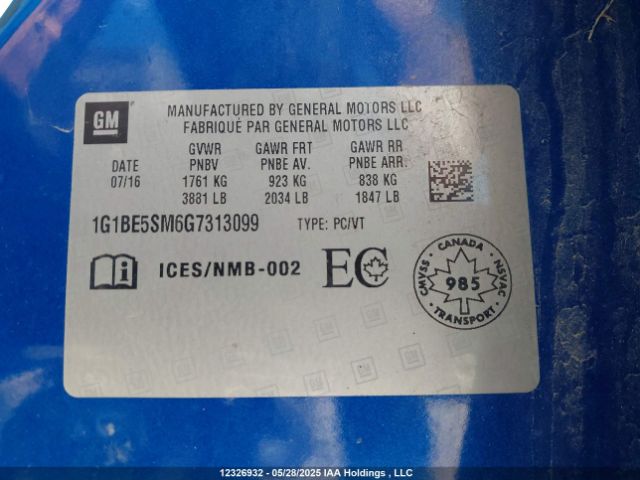 GM
MANUFACTURED BY GENERAL MOTORS LLC
FABRIQUÉ PAR GENERAL MOTORS LLC
GVWR GAWR FRT GAWR RR
DATE PNBV PNBE AV. PNBE ARR.
07/16 1761 KG 923 KG 838 KG
3881 LB 2034 LB 1847 LB
1G1BE5SM6G7313099 TYPE: PC/VT
ICES/NMB-002 EC
CANADA
CMVSS 985 NSVAC
TRANSPORT
12326932 - 05/28/2025 IAA Holdings , LLC